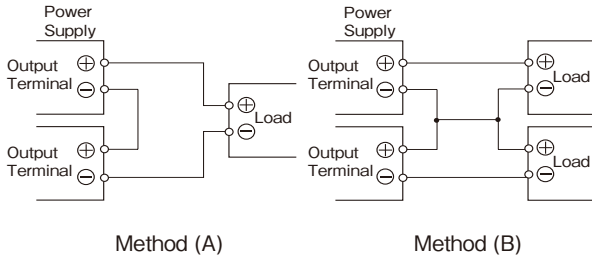 Power
Supply
Output
Terminal
+
−
Output
Terminal
+
−
+
−
Load
Method (A)
Power
Supply
Output
Terminal
+
−
Output
Terminal
+
−
+
−
Load
+
−
Load
Method (B)